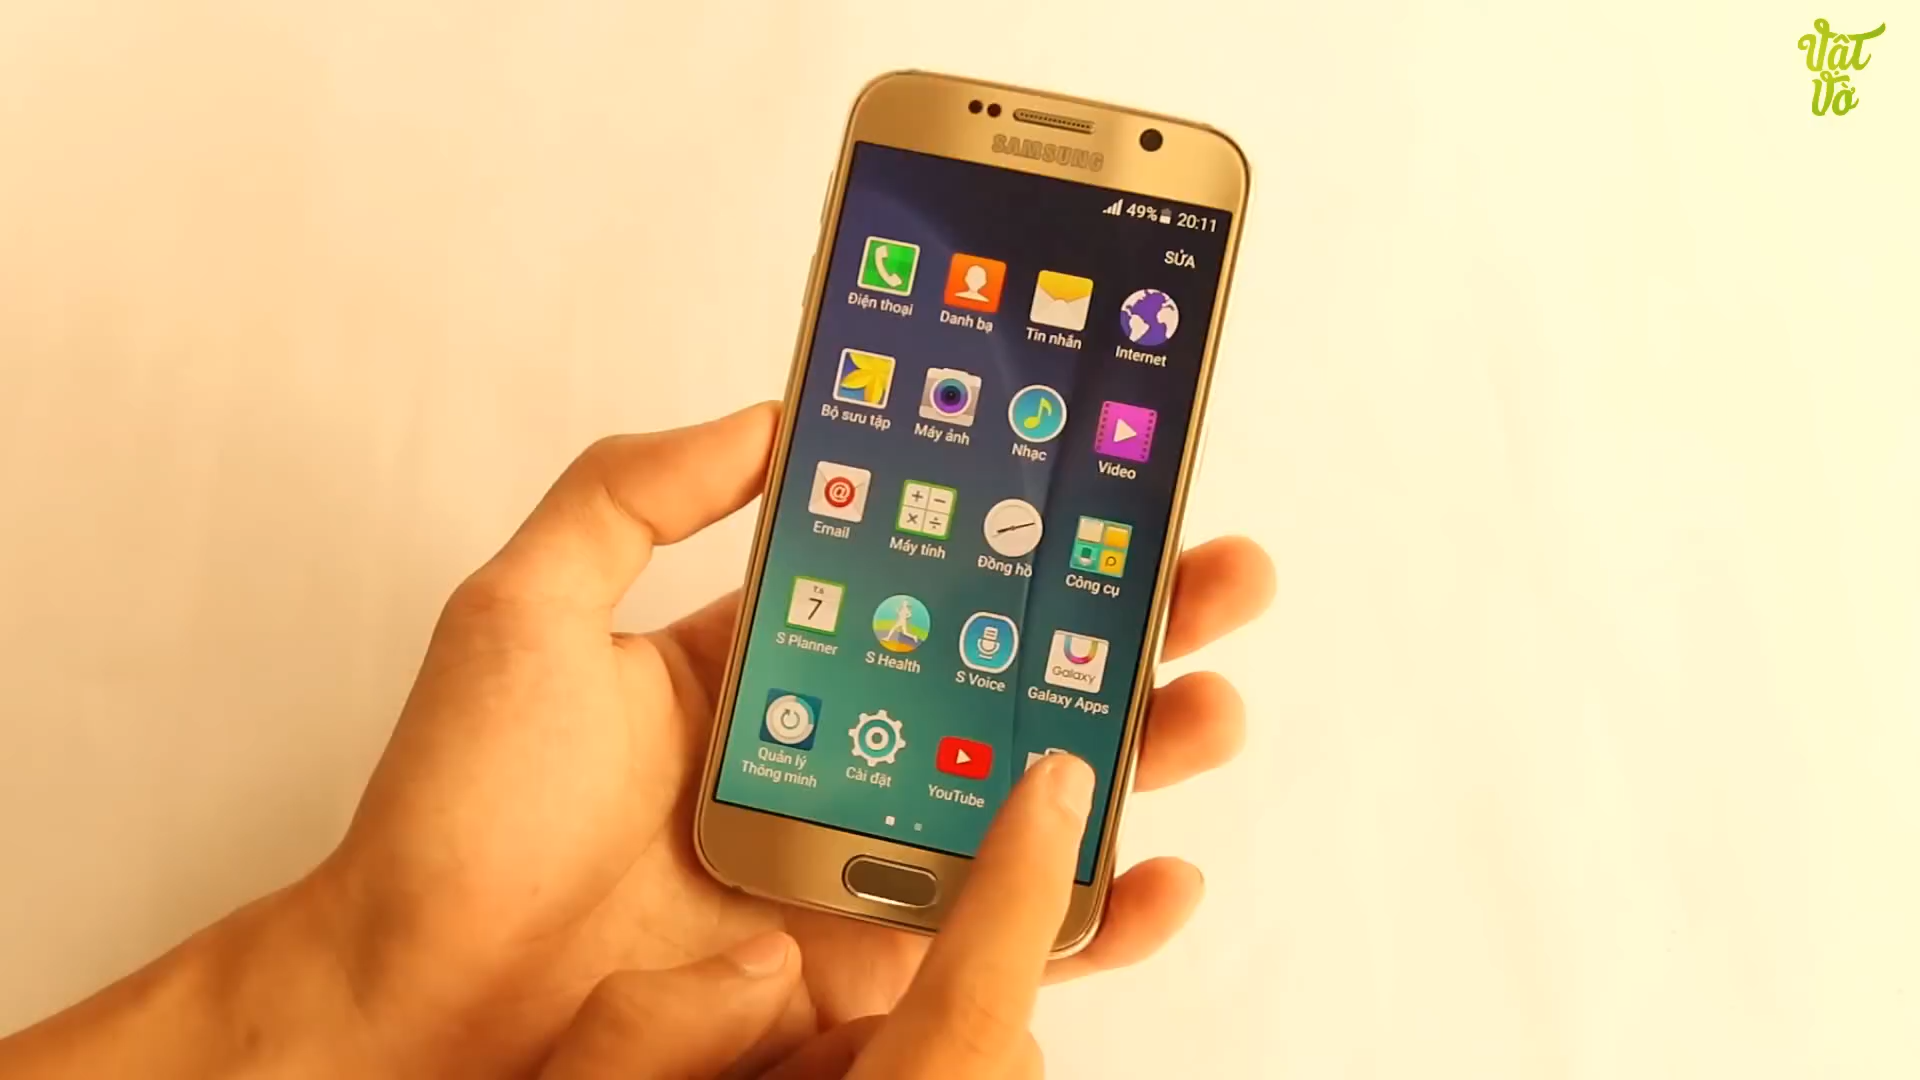 Vật
Vờ
SAMSUNG
49% 20:11
SỬA
Điện thoại
Danh bạ
Tin nhắn
Internet
Bộ sưu tập
Máy ảnh
Nhạc
Video
Email
Máy tính
Đồng hồ
Công cụ
T.6
7
S Planner
S Health
S Voice
Galaxy
Galaxy Apps
Quản lý
Thông minh
Cài đặt
YouTube